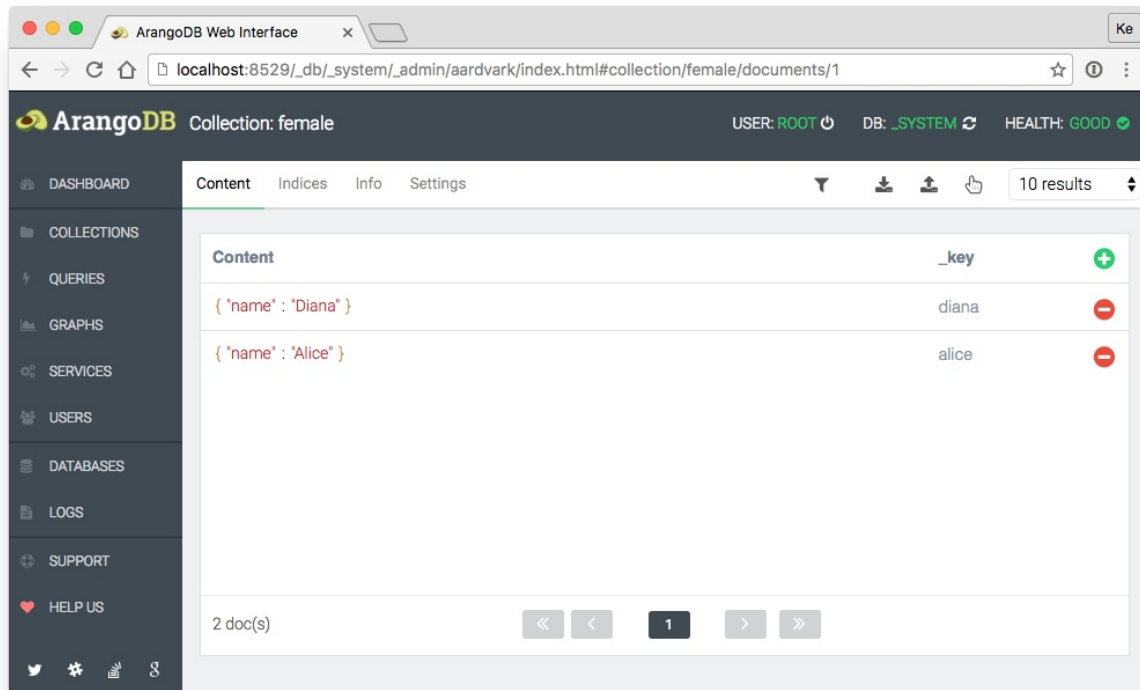 ArangoDB Web Interface
Ke
localhost:8529/_db/_system/_admin/aardvark/index.html#collection/female/documents/1
ArangoDB Collection: female USER: ROOT DB: _SYSTEM HEALTH: GOOD
DASHBOARD
Content Indices Info Settings 10 results
COLLECTIONS
Content _key
QUERIES
{ "name" : "Diana" } diana
GRAPHS
{ "name" : "Alice" } alice
SERVICES
USERS
DATABASES
LOGS
SUPPORT
HELP US
2 doc(s) « < 1 > »